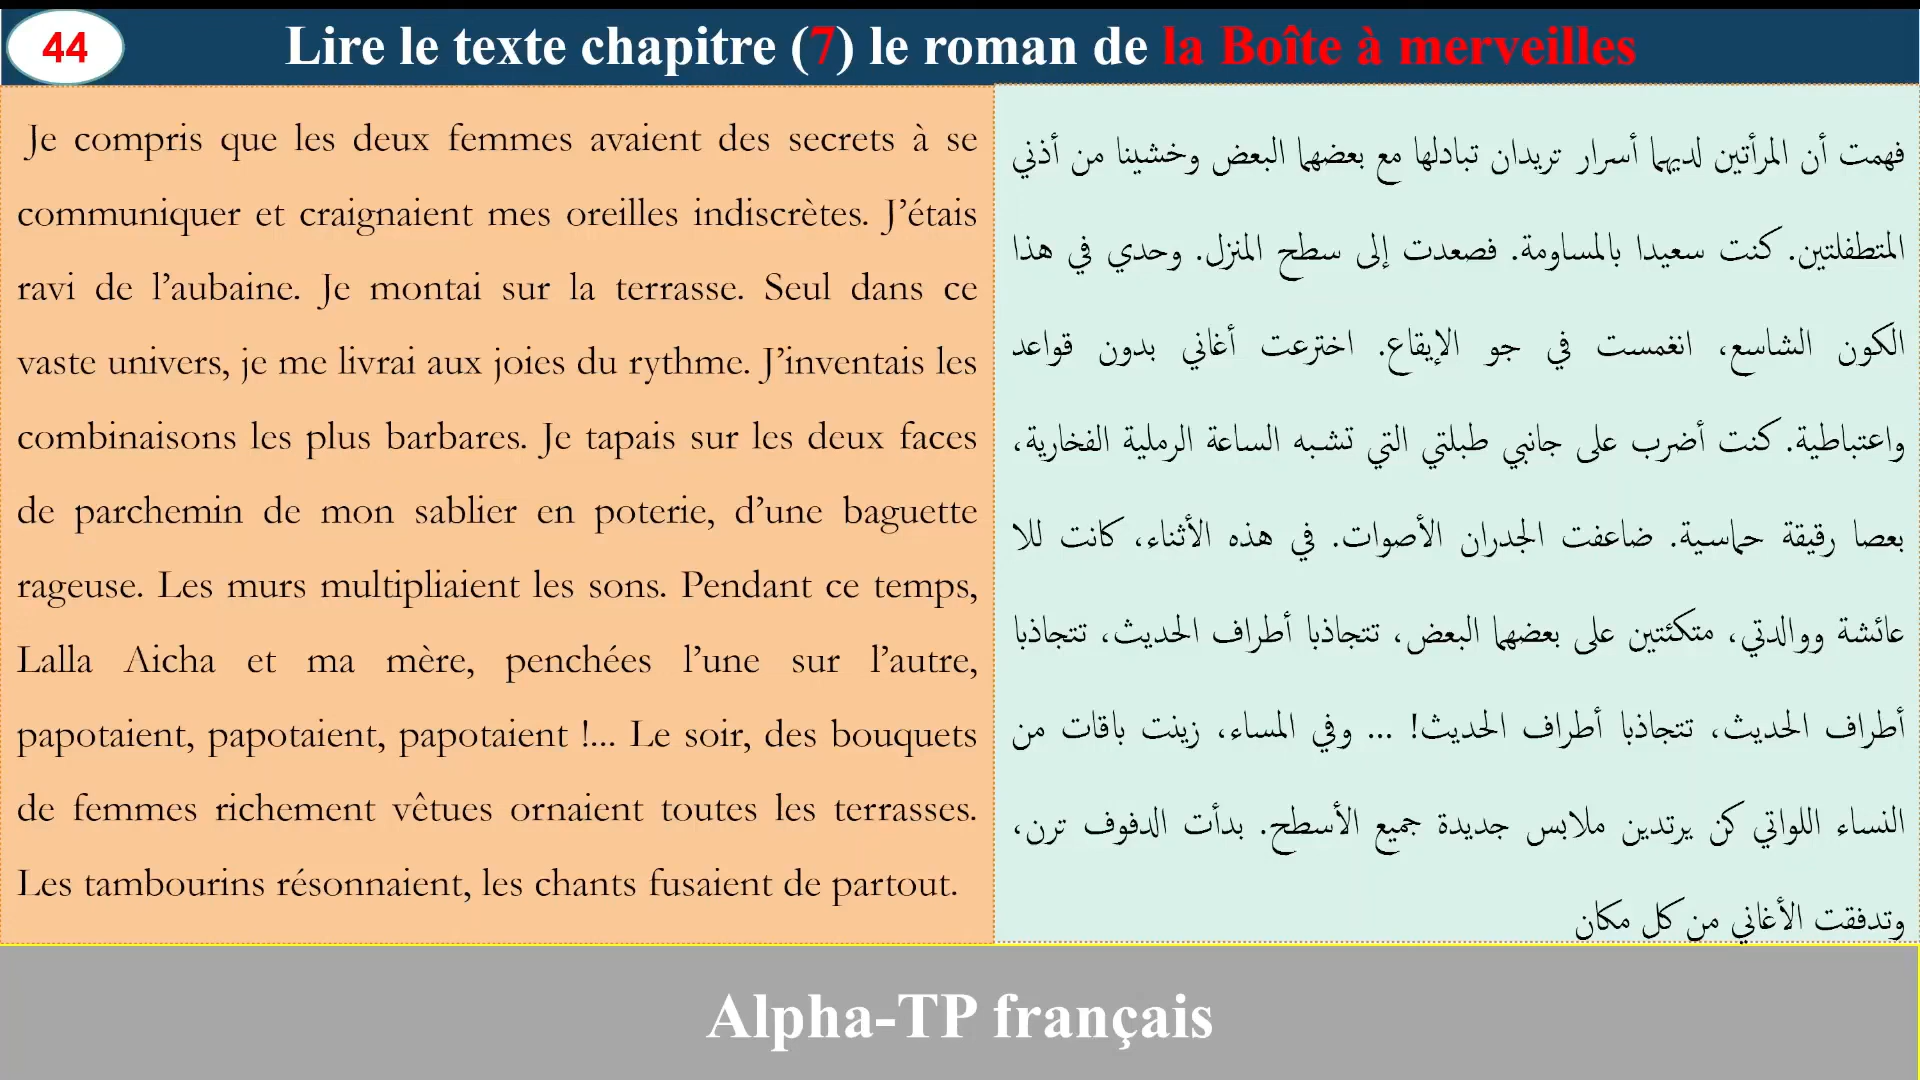 44
Lire le texte chapitre (7) le roman de la Boîte à merveilles
Je compris que les deux femmes avaient des secrets à se
communiquer et craignaient mes oreilles indiscrètes. J’étais
ravi de l’aubaine. Je montai sur la terrasse. Seul dans ce
vaste univers, je me livrai aux joies du rythme. J’inventais les
combinaisons les plus barbares. Je tapais sur les deux faces
de parchemin de mon sablier en poterie, d’une baguette
rageuse. Les murs multipliaient les sons. Pendant ce temps,
Lalla Aicha et ma mère, penchées l’une sur l’autre,
papotaient, papotaient, papotaient !... Le soir, des bouquets
de femmes richement vêtues ornaient toutes les terrasses.
Les tambourins résonnaient, les chants fusaient de partout.
فهمت أن المرأتين لديهما أسرار تريدان تبادلها مع بعضهما البعض وخشينا من أذني
المتطفلتين. كنت سعيدا بالمساومة. فصعدت إلى سطح المنزل. وحدي في هذا
الكون الشاسع، انغمست في جو الإيقاع. اخترعت أغاني بدون قواعد
واعتباطية. كنت أضرب على جانبي طبلتي التي تشبه الساعة الرملية الفخارية،
بعصا رقيقة حماسية. ضاعفت الجدران الأصوات. في هذه الأثناء، كانت للا
عائشة ووالدتي، متكئتين على بعضهما البعض، تتجاذبا أطراف الحديث، تتجاذبا
أطراف الحديث، تتجاذبا أطراف الحديث! ... وفي المساء، زينت باقات من
النساء اللواتي كن يرتدين ملابس جديدة جميع الأسطح. بدأت الدفوف ترن،
وتدفقت الأغاني من كل مكان
Alpha-TP français